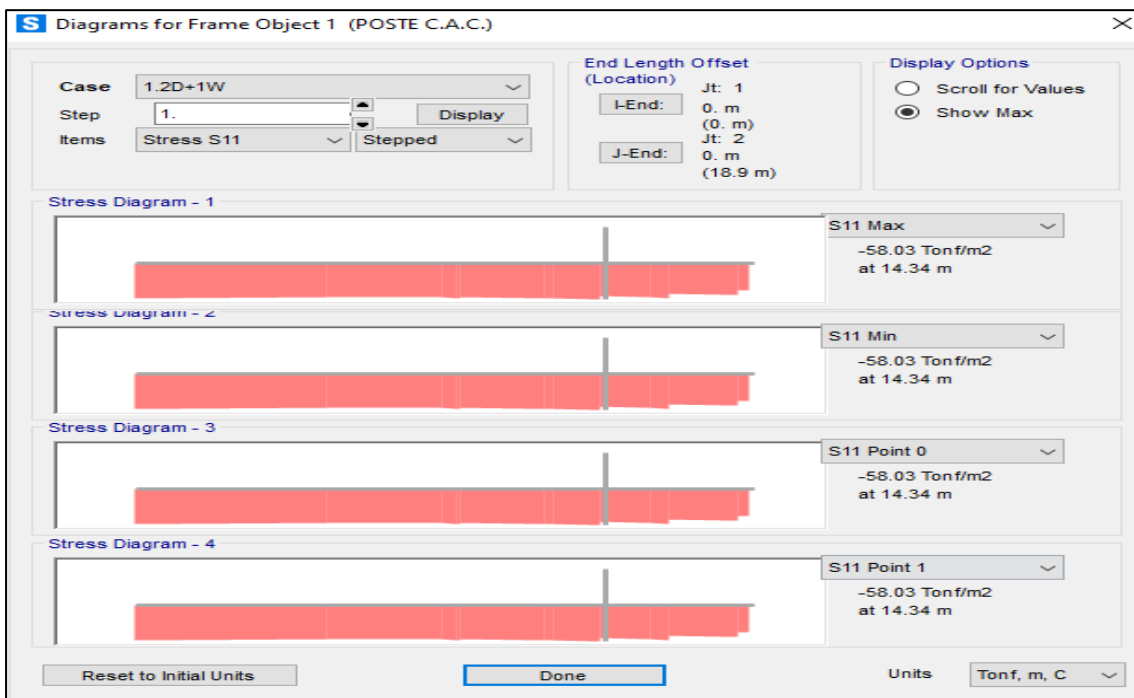 S Diagrams for Frame Object 1 (POSTE C.A.C.)
Case 1.2D+1W
Step 1. Display
Items Stress S11 Stepped
End Length Offset
(Location)
I-End: Jt: 1
0. m
(0. m)
J-End: Jt: 2
0. m
(18.9 m)
Display Options
Scroll for Values
Show Max
Stress Diagram - 1
S11 Max
-58.03 Tonf/m2
at 14.34 m
Stress Diagram - 2
S11 Min
-58.03 Tonf/m2
at 14.34 m
Stress Diagram - 3
S11 Point 0
-58.03 Tonf/m2
at 14.34 m
Stress Diagram - 4
S11 Point 1
-58.03 Tonf/m2
at 14.34 m
Reset to Initial Units Done Units Tonf, m, C